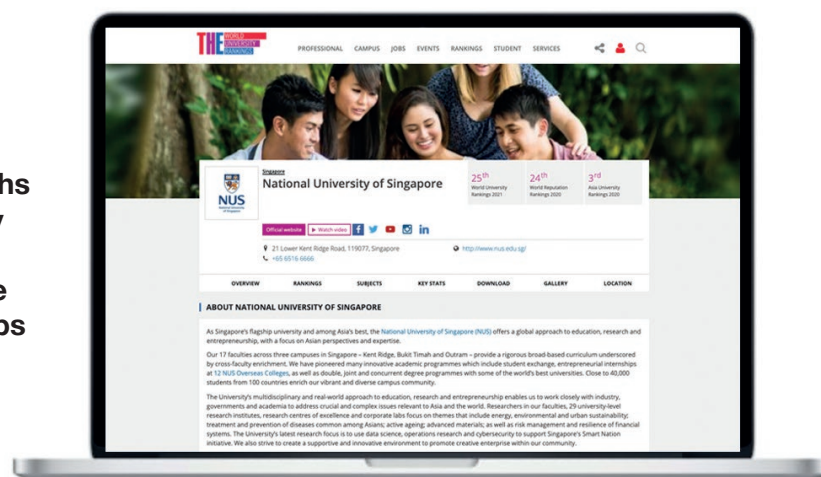 hs
y
e
os
THE WORLD UNIVERSITY RANKINGS
PROFESSIONAL CAMPUS JOBS EVENTS RANKINGS STUDENT SERVICES
NUS
National University
of Singapore
Singapore
National University of Singapore
25th
World University
Rankings 2021
24th
World Reputation
Rankings 2020
3rd
Asia University
Rankings 2020
Official website Watch video
21 Lower Kent Ridge Road, 119077, Singapore
http://www.nus.edu.sg/
+65 6516 6666
OVERVIEW RANKINGS SUBJECTS KEY STATS DOWNLOAD GALLERY LOCATION
ABOUT NATIONAL UNIVERSITY OF SINGAPORE
As Singapore's flagship university and among Asia's best, the National University of Singapore (NUS) offers a global approach to education, research and
entrepreneurship, with a focus on Asian perspectives and expertise.
Our 17 faculties across three campuses in Singapore – Kent Ridge, Bukit Timah and Outram – provide a rigorous broad-based curriculum underscored
by cross-faculty enrichment. We have pioneered many innovative academic programmes which include student exchange, entrepreneurial internships
at 12 NUS Overseas Colleges, as well as double, joint and concurrent degree programmes with some of the world's best universities. Close to 40,000
students from 100 countries enrich our vibrant and diverse campus community.
The University's multidisciplinary and real-world approach to education, research and entrepreneurship enables us to work closely with industry,
governments and academia to address crucial and complex issues relevant to Asia and the world. Researchers in our faculties, 29 university-level
research institutes, research centres of excellence and corporate labs focus on themes that include energy, environmental and urban sustainability;
treatment and prevention of diseases common among Asians; active ageing; advanced materials; as well as risk management and resilience of financial
systems. The University's latest research focus is to use data science, operations research and cybersecurity to support Singapore's Smart Nation
initiative. We also strive to create a supportive and innovative environment to promote creative enterprise within our community.